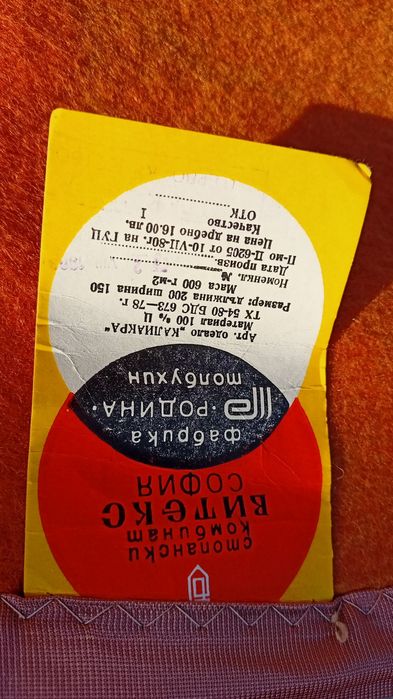 стопански
комбинат
ВИТЕКС
СОФИЯ
фабрика
·РОДИНА·
толбухин
Арт. одеяло „КАЛИАКРА“
Материал 100 % Ц
ТХ 54-80 БДС 673—78 г.
Размер: дължина 200 ширина 150
Маса 600 г-м2
Номенкл. №
Дата произв.
П-мо II-6205 от 10-VII-80г. на ГУЦ
Цена на дребно 16.00 лв.
Качество I
ОТК